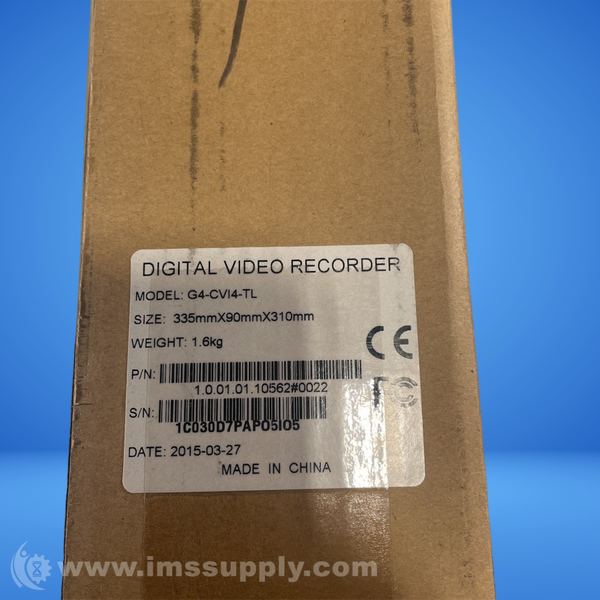 DIGITAL VIDEO RECORDER
MODEL: G4-CVI4-TL
SIZE: 335mmX90mmX310mm
WEIGHT: 1.6kg
CE
P/N:
1.0.01.01.10562#0022
FC
S/N:
1C030D7PAPO5IO5
DATE: 2015-03-27
MADE IN CHINA
www.imssupply.com